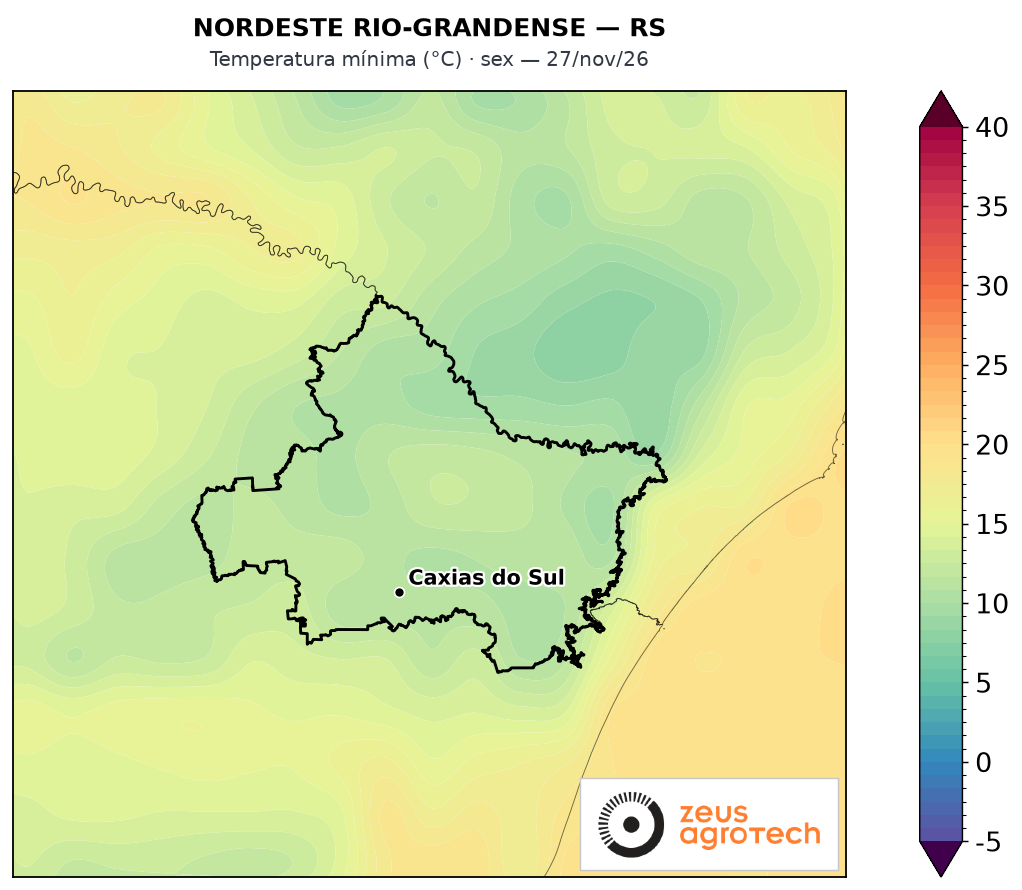 NORDESTE RIO-GRANDENSE — RS
Temperatura mínima (°C) · sex — 27/nov/26
40
35
30
25
20
15
10
5
0
-5
Caxias do Sul
zeus
agrotech